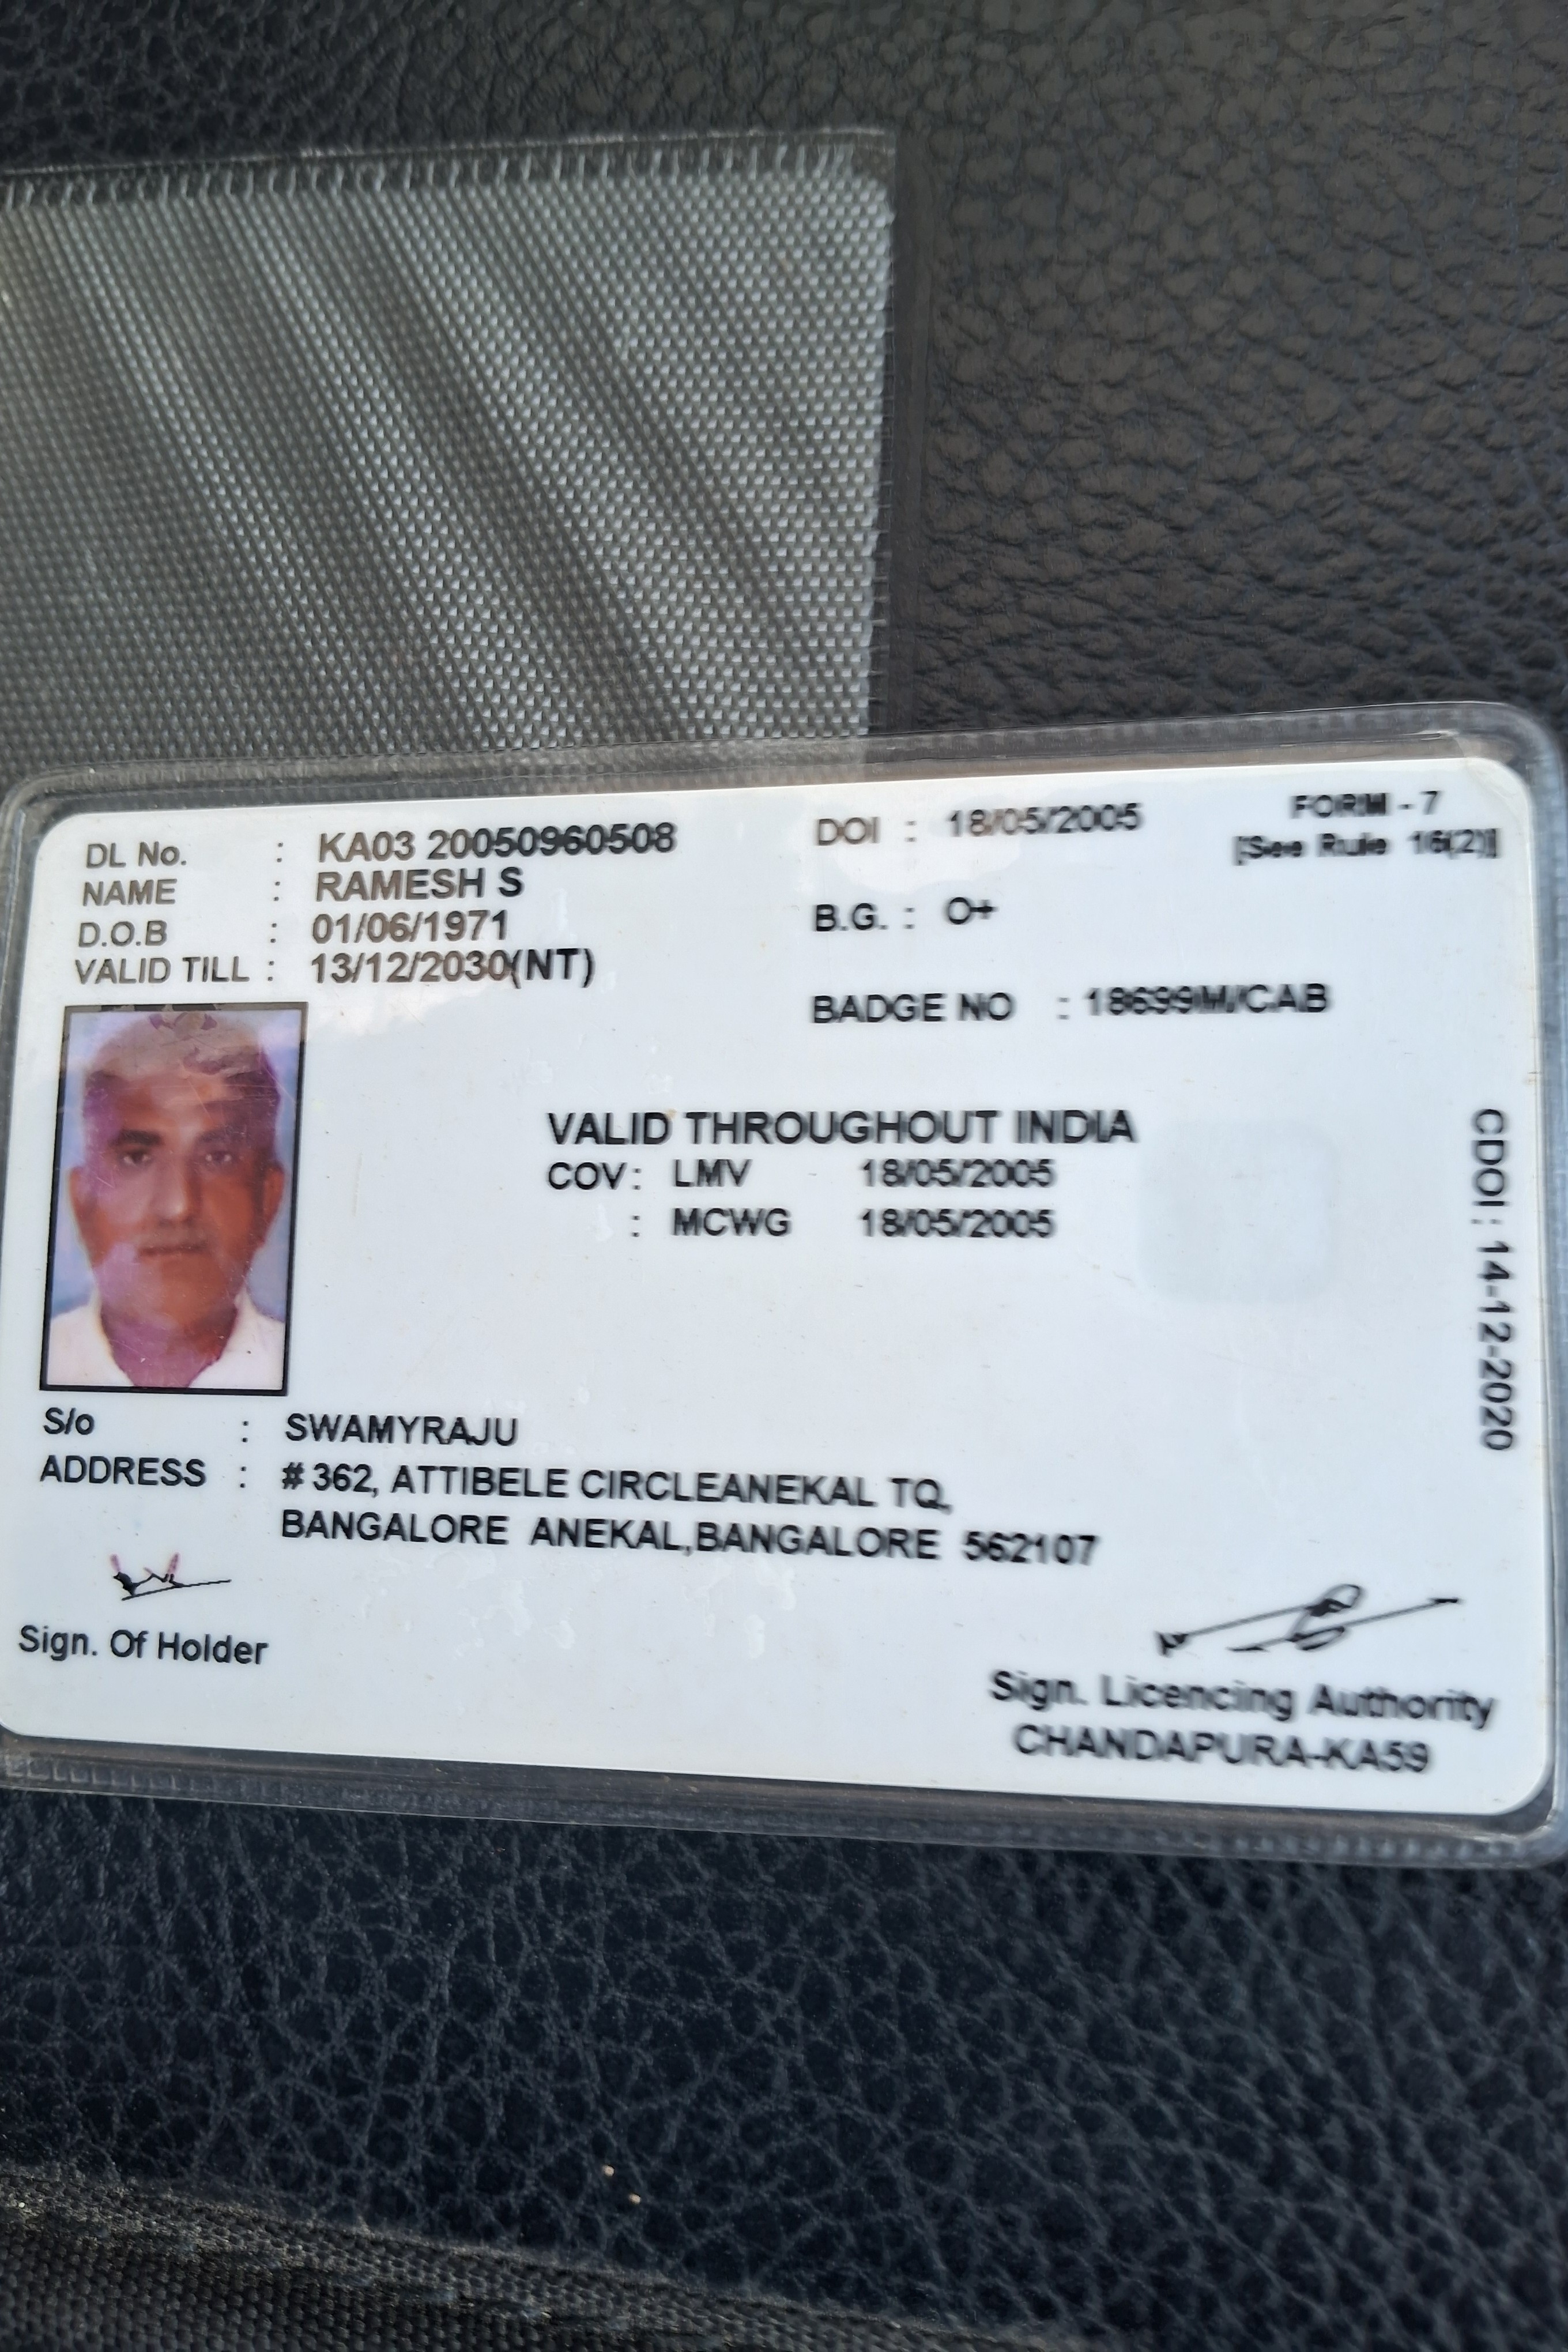 DL No. : KA03 20050960508 DOI : 18/05/2005 FORM - 7
[See Rule 16(2)]
NAME : RAMESH S
D.O.B : 01/06/1971 B.G. : O+
VALID TILL : 13/12/2030(NT)
BADGE NO : 18699M/CAB
VALID THROUGHOUT INDIA
COV : LMV 18/05/2005
: MCWG 18/05/2005
CDOI : 14-12-2020
S/o : SWAMYRAJU
ADDRESS : # 362, ATTIBELE CIRCLEANEKAL TQ,
BANGALORE ANEKAL,BANGALORE 562107
Sign. Of Holder
Sign. Licencing Authority
CHANDAPURA-KA59